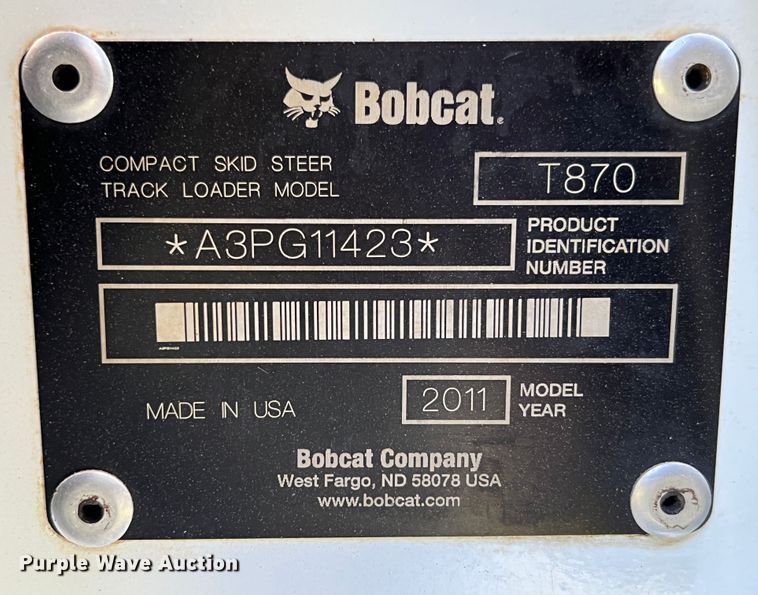 Bobcat®
COMPACT SKID STEER
TRACK LOADER MODEL
T870
*A3PG11423*
PRODUCT
IDENTIFICATION
NUMBER
A3PG11423
MADE IN USA
2011
MODEL
YEAR
Bobcat Company
West Fargo, ND 58078 USA
www.bobcat.com
Purple Wave Auction